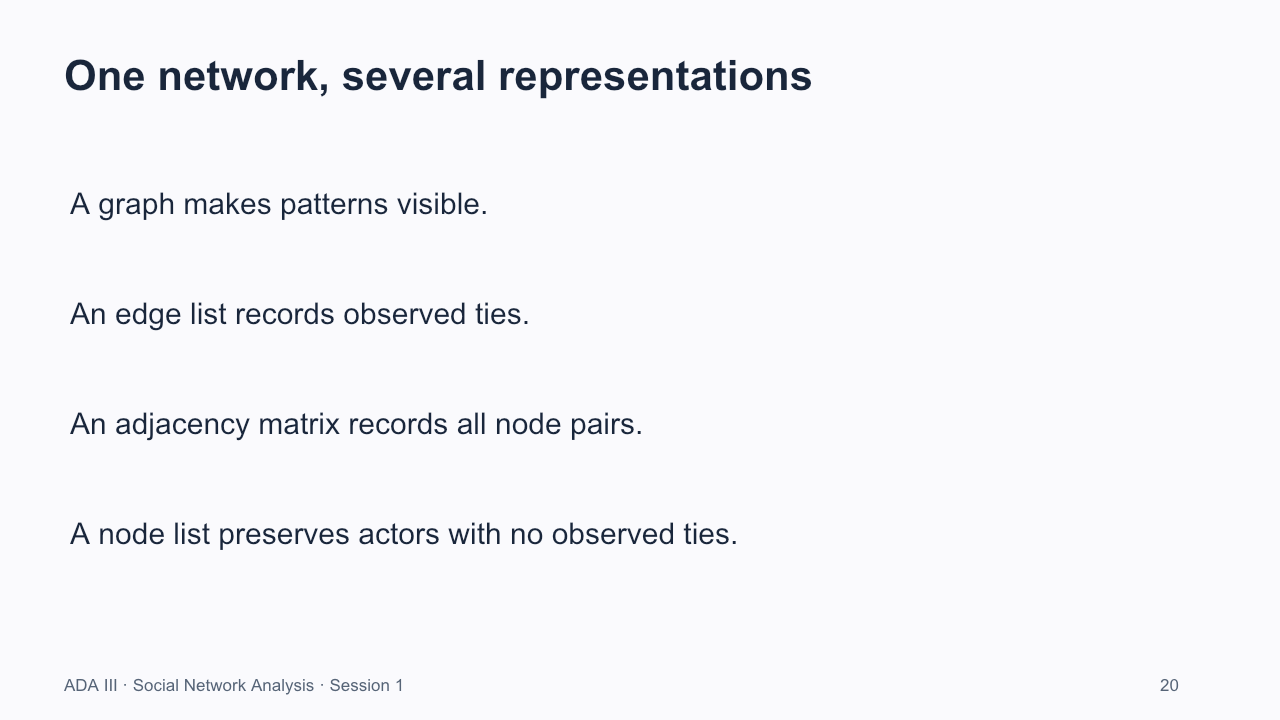 One network, several representations
A graph makes patterns visible.
An edge list records observed ties.
An adjacency matrix records all node pairs.
A node list preserves actors with no observed ties.
ADA III · Social Network Analysis · Session 1
20